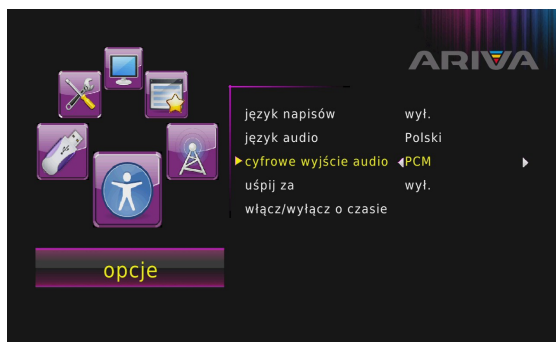 ARIVA
język napisów wył.
język audio Polski
cyfrowe wyjście audio PCM
uśpij za wył.
włącz/wyłącz o czasie
opcje